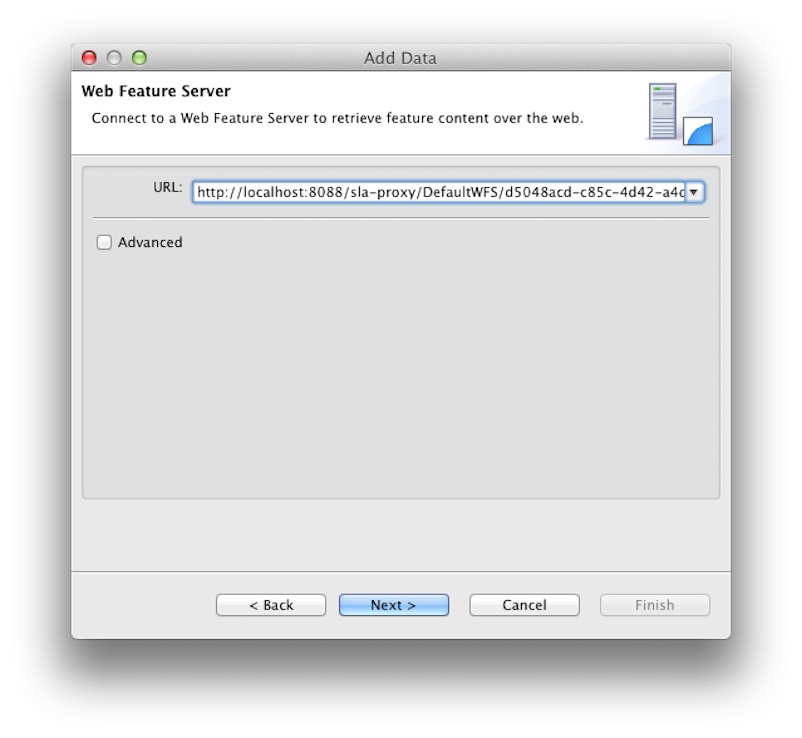 Add Data
Web Feature Server
Connect to a Web Feature Server to retrieve feature content over the web.
URL: http://localhost:8088/sla-proxy/DefaultWFS/d5048acd-c85c-4d42-a4c
Advanced
< Back Next > Cancel Finish